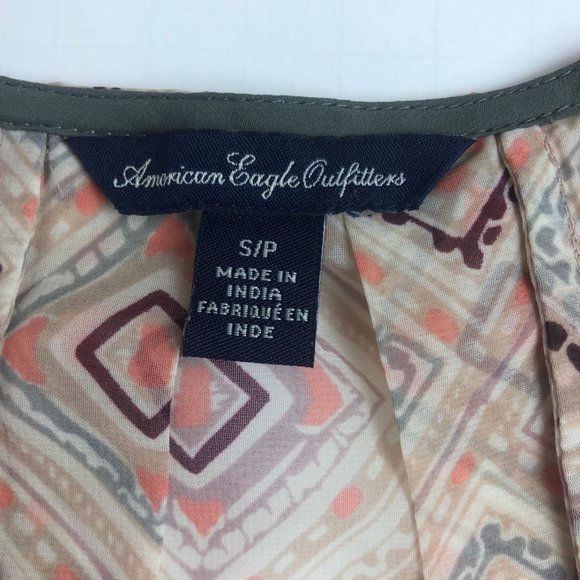 American Eagle Outfitters
S/P
MADE IN
INDIA
FABRIQUÉ EN
INDE